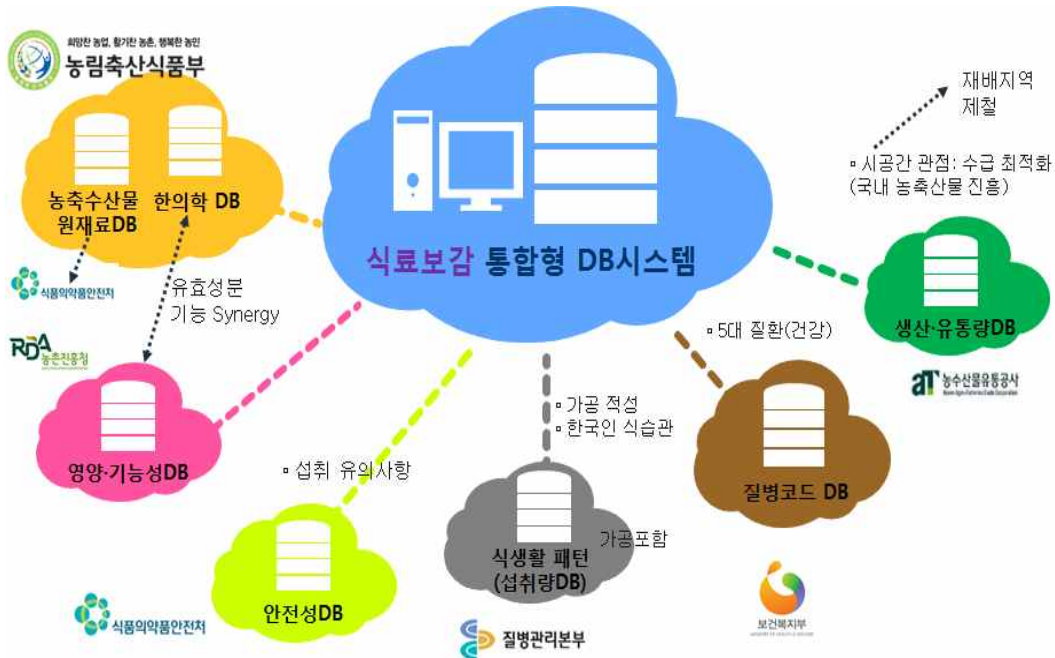 희망찬 농업, 활기찬 농촌, 행복한 농민
농림축산식품부
농축수산물
원재료DB
한의학 DB
식품의약품안전처
유효성분
기능 Synergy
RDA
농촌진흥청
영양·기능성DB
식료보감 통합형 DB시스템
재배지역
제철
▫ 시공간 관점: 수급 최적화
(국내 농축산물 진흥)
생산·유통량DB
aT 농수산물유통공사
▫ 5대 질환(건강)
질병코드 DB
보건복지부
▫ 가공 적성
▫ 한국인 식습관
가공포함
식생활 패턴
(섭취량DB)
질병관리본부
▫ 섭취 유의사항
안전성DB
식품의약품안전처